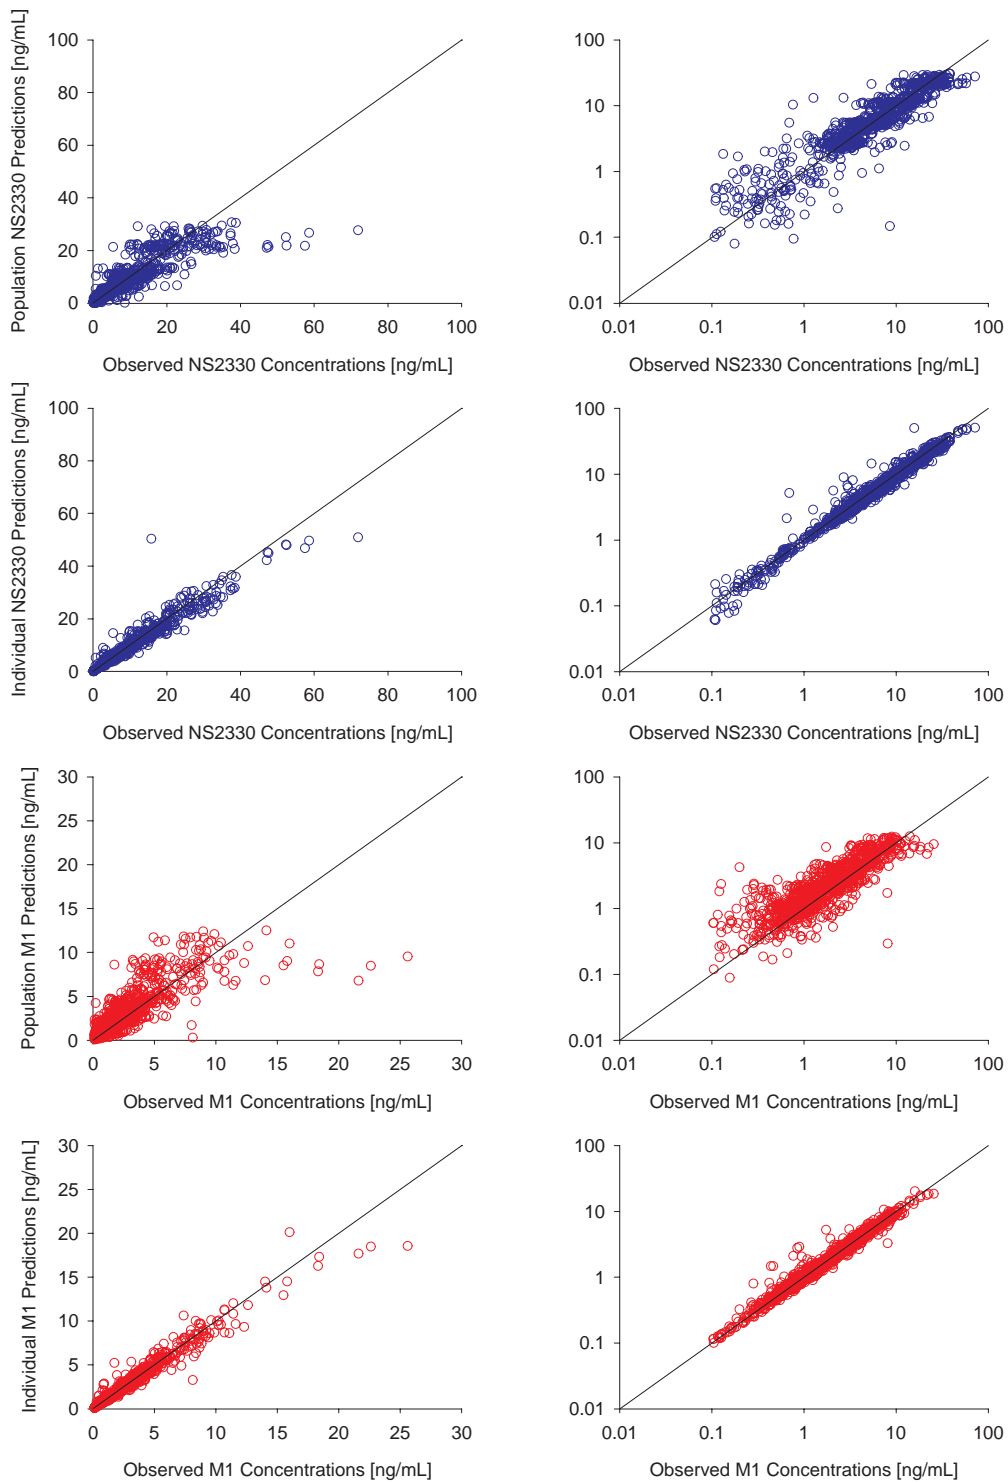 Population NS2330 Predictions [ng/mL]
100
80
60
40
20
0
0 20 40 60 80 100
Observed NS2330 Concentrations [ng/mL]
100
10
1
0.1
0.01
0.01 0.1 1 10 100
Observed NS2330 Concentrations [ng/mL]
Individual NS2330 Predictions [ng/mL]
100
80
60
40
20
0
0 20 40 60 80 100
Observed NS2330 Concentrations [ng/mL]
100
10
1
0.1
0.01
0.01 0.1 1 10 100
Observed NS2330 Concentrations [ng/mL]
Population M1 Predictions [ng/mL]
30
25
20
15
10
5
0
0 5 10 15 20 25 30
Observed M1 Concentrations [ng/mL]
100
10
1
0.1
0.01
0.01 0.1 1 10 100
Observed M1 Concentrations [ng/mL]
Individual M1 Predictions [ng/mL]
30
25
20
15
10
5
0
0 5 10 15 20 25 30
Observed M1 Concentrations [ng/mL]
100
10
1
0.1
0.01
0.01 0.1 1 10 100
Observed M1 Concentrations [ng/mL]